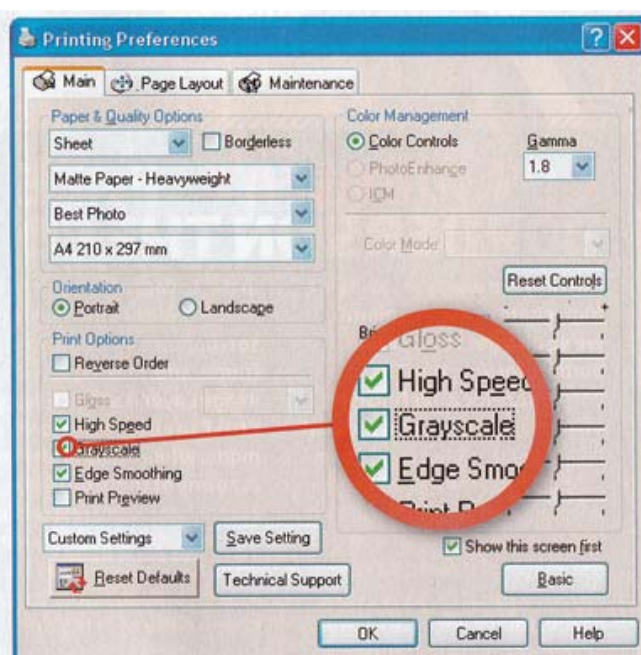 Printing Preferences
Main
Page Layout
Maintenance
Paper & Quality Options
Sheet
Borderless
Matte Paper - Heavyweight
Best Photo
A4 210 x 297 mm
Orientation
Portrait
Landscape
Print Options
Reverse Order
Gloss
High Speed
Grayscale
Edge Smoothing
Print Preview
Custom Settings
Save Setting
Reset Defaults
Technical Support
Color Management
Color Controls
Gamma
PhotoEnhance
1.8
ICM
Color Mode
Reset Controls
- +
Gloss
High Speed
Grayscale
Edge Smo
Show this screen first
Basic
OK
Cancel
Help